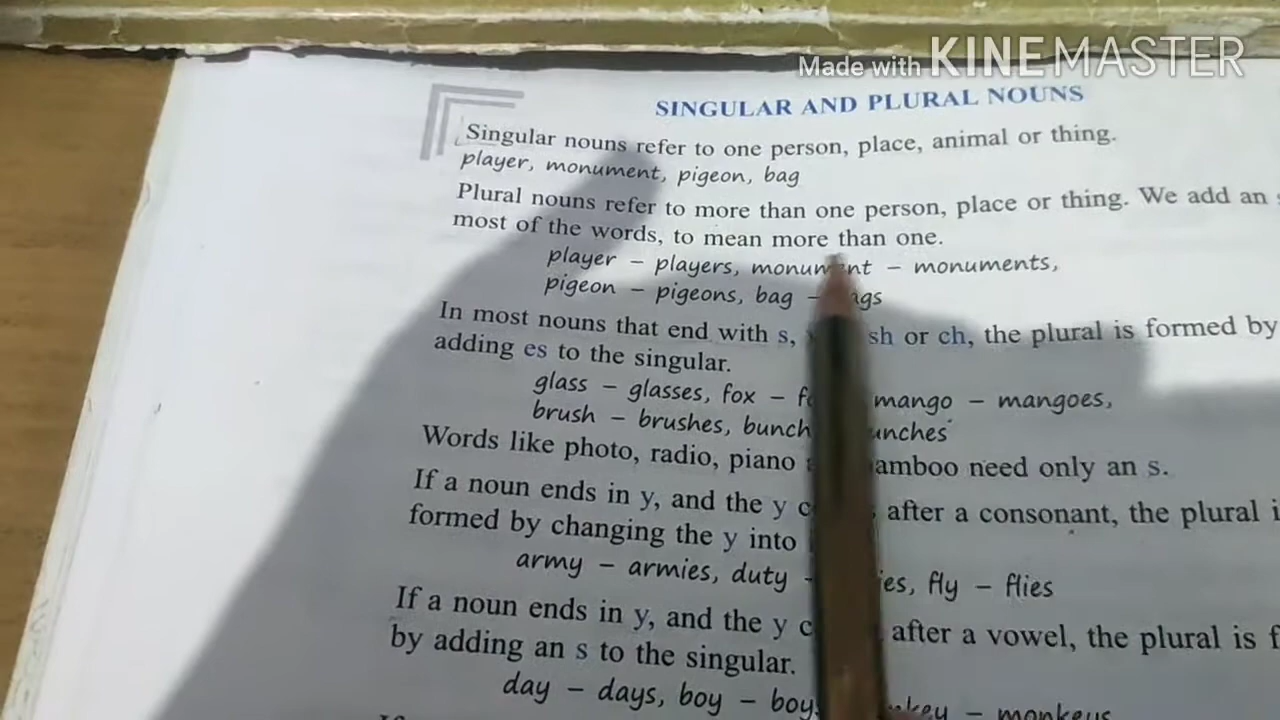 Made with KINEMASTER
SINGULAR AND PLURAL NOUNS
Singular nouns refer to one person, place, animal or thing.
player, monument, pigeon, bag
Plural nouns refer to more than one person, place or thing. We add an
most of the words, to mean more than one.
player – players, monument – monuments,
pigeon – pigeons, bag –
In most nouns that end with s, sh or ch, the plural is formed by
adding es to the singular.
glass – glasses, fox – mango – mangoes,
brush – brushes,
Words like photo, radio, piano need only an s.
If a noun ends in y, and the y after a consonant, the plural
formed by changing the y into
army – armies, duty – fly – flies
If a noun ends in y, and the y after a vowel, the plural is
by adding an s to the singular.
day – days, boy – – monkeys